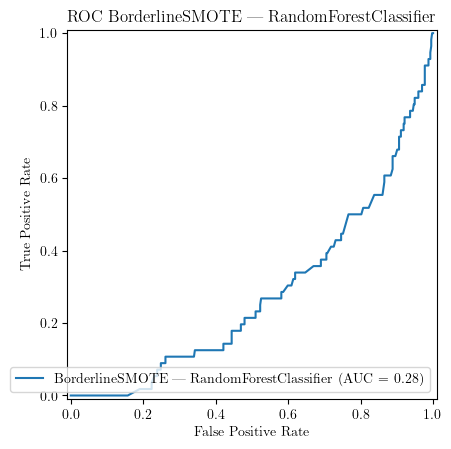 ROC BorderlineSMOTE — RandomForestClassifier
1.0
0.8
0.6
0.4
0.2
0.0
True Positive Rate
BorderlineSMOTE — RandomForestClassifier (AUC = 0.28)
0.0 0.2 0.4 0.6 0.8 1.0
False Positive Rate